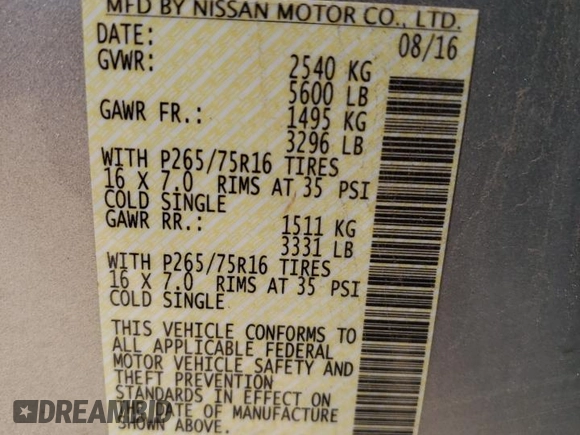 MFD BY NISSAN MOTOR CO., LTD.
DATE: 08/16
GVWR: 2540 KG
5600 LB
GAWR FR.: 1495 KG
3296 LB
WITH P265/75R16 TIRES
16 X 7.0 RIMS AT 35 PSI
COLD SINGLE
GAWR RR.: 1511 KG
3331 LB
WITH P265/75R16 TIRES
16 X 7.0 RIMS AT 35 PSI
COLD SINGLE
THIS VEHICLE CONFORMS TO
ALL APPLICABLE FEDERAL
MOTOR VEHICLE SAFETY AND
THEFT PREVENTION
STANDARDS IN EFFECT ON
THE DATE OF MANUFACTURE
SHOWN ABOVE.
DREAMBID